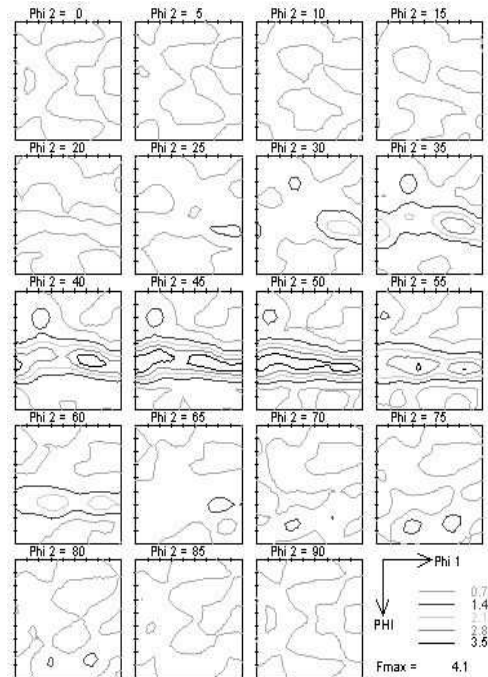 Phi 2 = 0 Phi 2 = 5 Phi 2 = 10 Phi 2 = 15
Phi 2 = 20 Phi 2 = 25 Phi 2 = 30 Phi 2 = 35
Phi 2 = 40 Phi 2 = 45 Phi 2 = 50 Phi 2 = 55
Phi 2 = 60 Phi 2 = 65 Phi 2 = 70 Phi 2 = 75
Phi 2 = 80 Phi 2 = 85 Phi 2 = 90
Phi 1
PHI
0.7
1.4
2.1
2.8
3.5
Fmax = 4.1